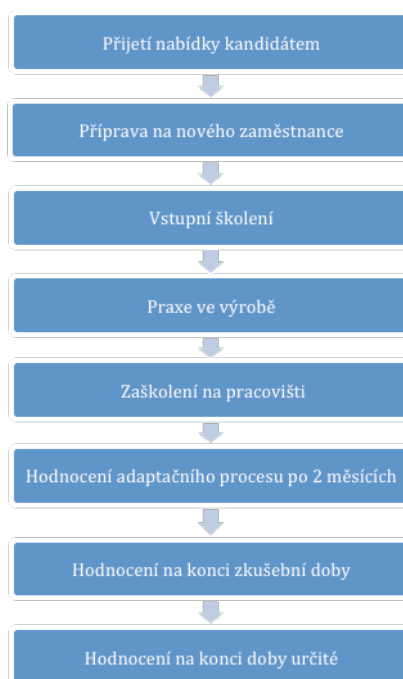 Přijetí nabídky kandidátem
Příprava na nového zaměstnance
Vstupní školení
Praxe ve výrobě
Zaškolení na pracovišti
Hodnocení adaptačního procesu po 2 měsících
Hodnocení na konci zkušební doby
Hodnocení na konci doby určité